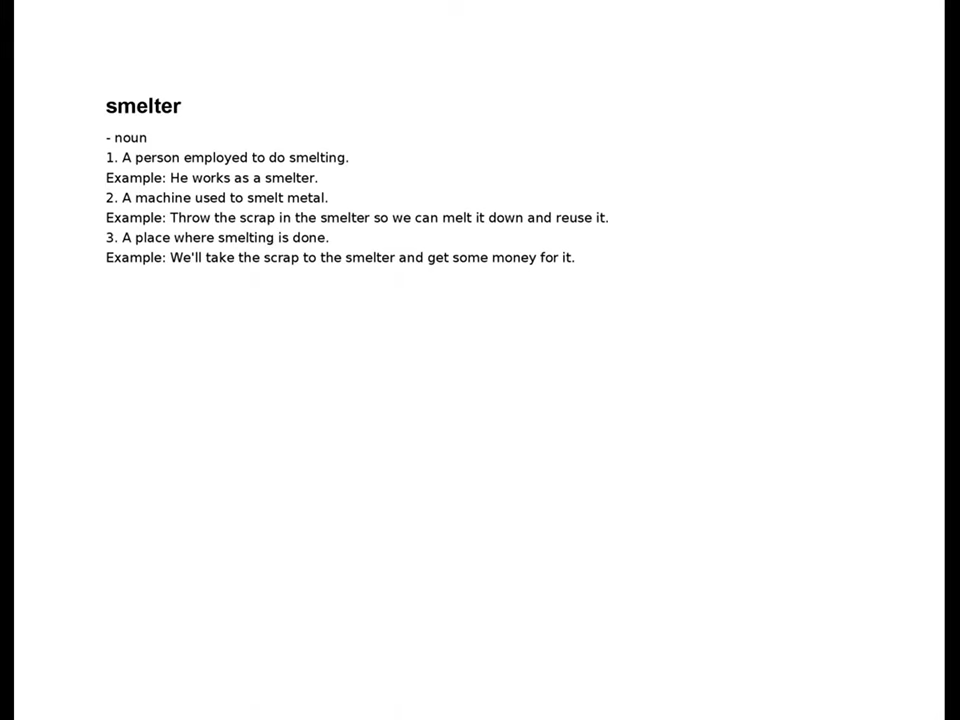 smelter
- noun
1. A person employed to do smelting.
Example: He works as a smelter.
2. A machine used to smelt metal.
Example: Throw the scrap in the smelter so we can melt it down and reuse it.
3. A place where smelting is done.
Example: We'll take the scrap to the smelter and get some money for it.